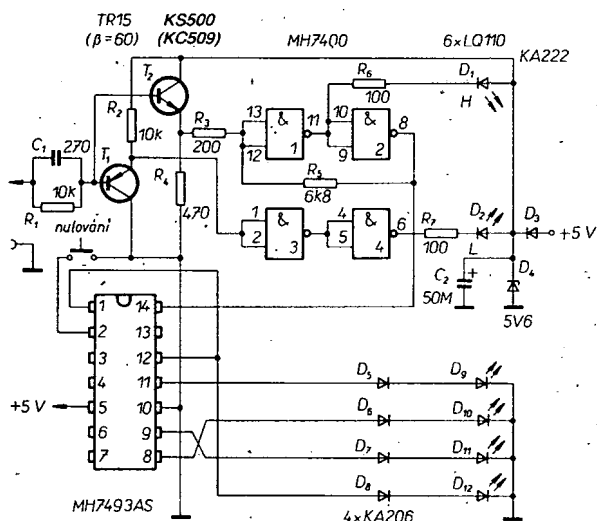 TR15 KS500 MH7400 6×LQ110
(β=60) (KC509) KA222
T₂
R₆ D₁
100 H
R₂ R₃ 13 & 11 10 & 8
10k 200 12 1 9 2
C₁ 270
T₁
R₅
6k8
10k R₄
R₁ 470
1 & 4 & 6 R₇ D₂ D₃
2 3 5 4 100 L +5 V
nulování
C₂ + D₄
50M 5V6
1 14
2 13
3 12
4 11 D₅ D₉
+5 V 5 10 D₆ D₁₀
6 9 D₇ D₁₁
7 8 D₈ D₁₂
MH7493AS 4×KA206